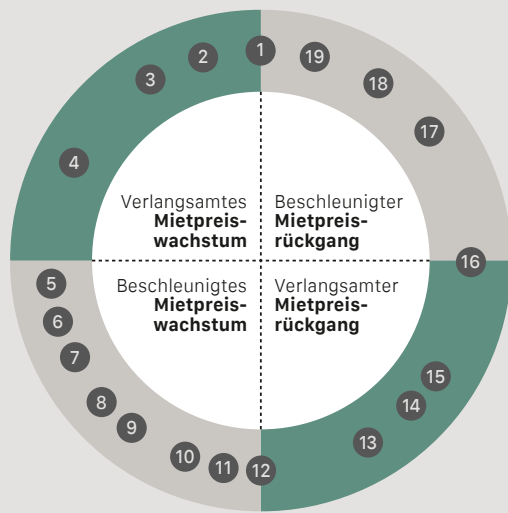 1
2
19
3
18
17
4
Verlangsamtes
Mietpreis-
wachstum
Beschleunigter
Mietpreis-
rückgang
16
Beschleunigtes
Mietpreis-
wachstum
Verlangsamter
Mietpreis-
rückgang
5
6
7
8
9
10
11
12
13
14
15